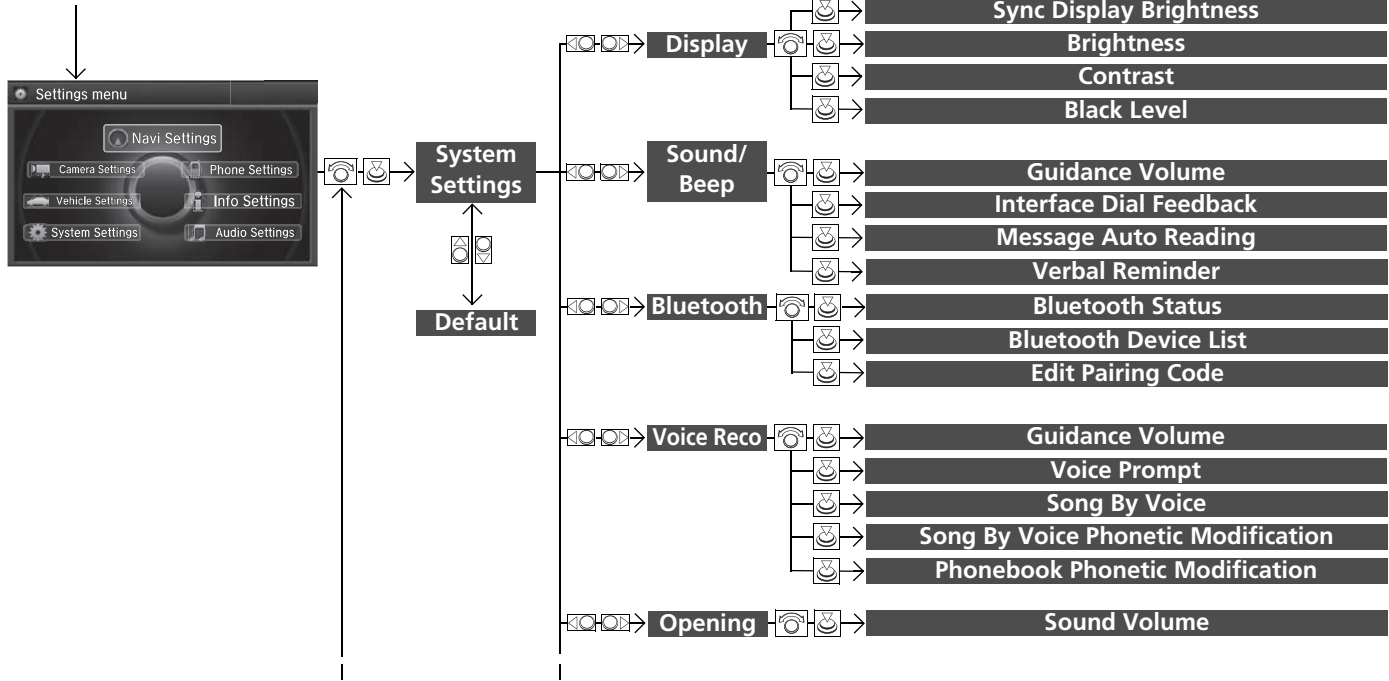 Settings menu
Navi Settings
Camera Settings
Phone Settings
Vehicle Settings
Info Settings
System Settings
Audio Settings
System
Settings
Default
Display
Sync Display Brightness
Brightness
Contrast
Black Level
Sound/
Beep
Guidance Volume
Interface Dial Feedback
Message Auto Reading
Verbal Reminder
Bluetooth
Bluetooth Status
Bluetooth Device List
Edit Pairing Code
Voice Reco
Guidance Volume
Voice Prompt
Song By Voice
Song By Voice Phonetic Modification
Phonebook Phonetic Modification
Opening
Sound Volume